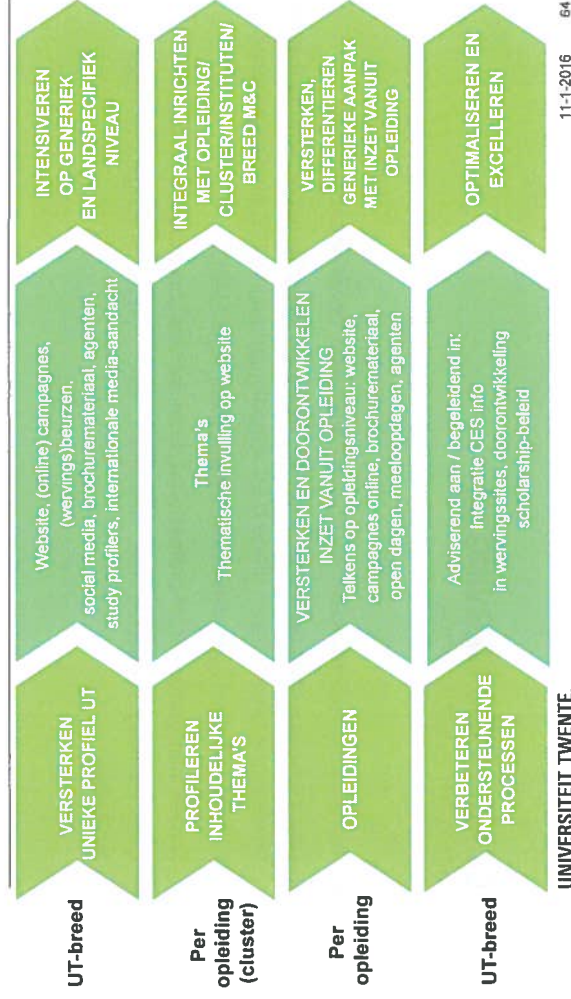 UT-breed
VERSTERKEN
UNIEKE PROFIEL UT
Website, (online) campagnes,
(wervings)beurzen,
social media, brochuremateriaal, agenten,
study profilers, internationale media-aandacht
INTENSIVEREN
OP GENERIEK
EN LANDSPECIFIEK
NIVEAU
Per
opleiding
(cluster)
PROFILEREN
INHOUDELIJKE
THEMA'S
Thema's
Thematische invulling op website
INTEGRAAL INRICHTEN
MET OPLEIDING/
CLUSTER/INSTITUTEN/
BREED M&C
Per
opleiding
OPLEIDINGEN
VERSTERKEN EN DOORONTWIKKELEN
INZET VANUIT OPLEIDING
Telkens op opleidingsniveau: website,
campagnes online, brochuremateriaal,
open dagen, meeloopdagen, agenten
VERSTERKEN,
DIFFERENTIEREN
GENERIEKE AANPAK
MET INZET VANUIT
OPLEIDING
UT-breed
VERBETEREN
ONDERSTEUNENDE
PROCESSEN
Adviserend aan / begeleidend in:
Integratie CES info
in wervingssites, doorontwikkeling
scholarship-beleid
OPTIMALISEREN EN
EXCELLEREN
UNIVERSITEIT TWENTE.
11-1-2016 64